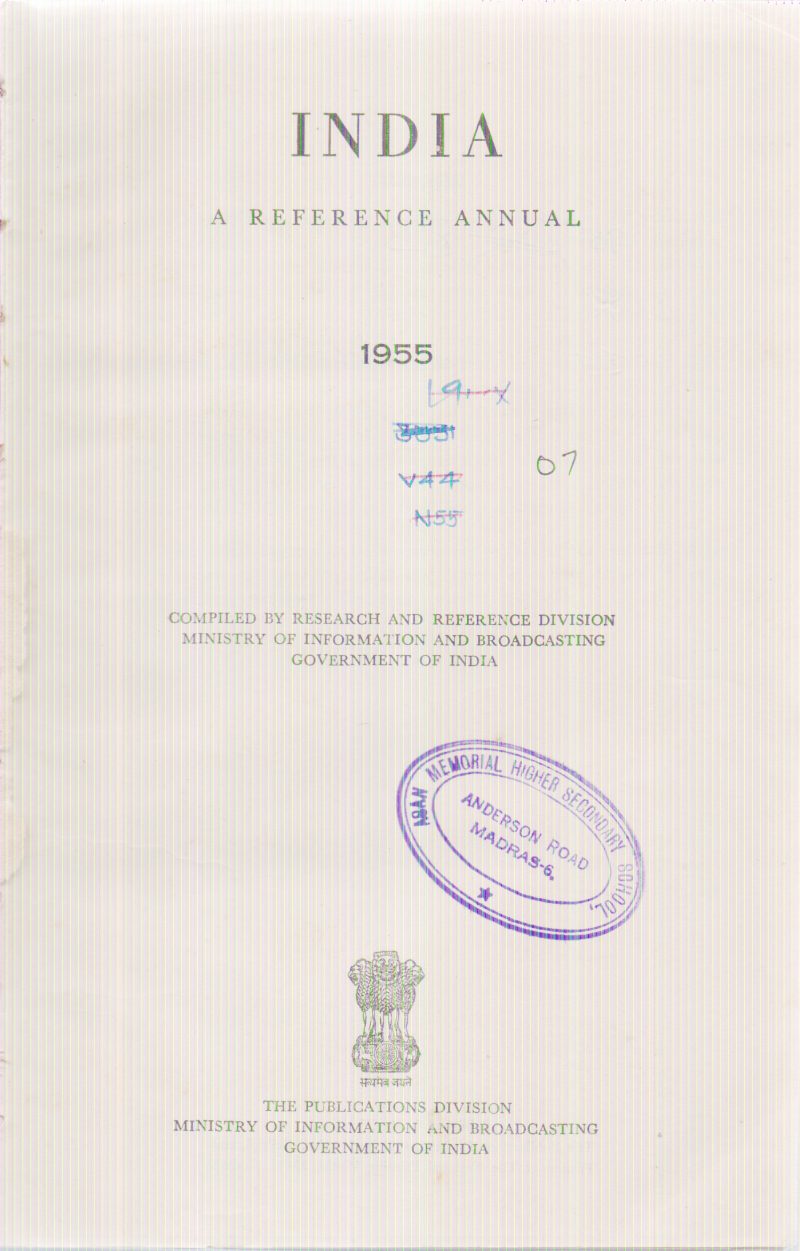 INDIA
A REFERENCE ANNUAL
1955
V44
07
N55
COMPILED BY RESEARCH AND REFERENCE DIVISION
MINISTRY OF INFORMATION AND BROADCASTING
GOVERNMENT OF INDIA
ASAN MEMORIAL HIGHER SECONDARY SCHOOL,
ANDERSON ROAD
MADRAS-6.
सत्यमेव जयते
THE PUBLICATIONS DIVISION
MINISTRY OF INFORMATION AND BROADCASTING
GOVERNMENT OF INDIA